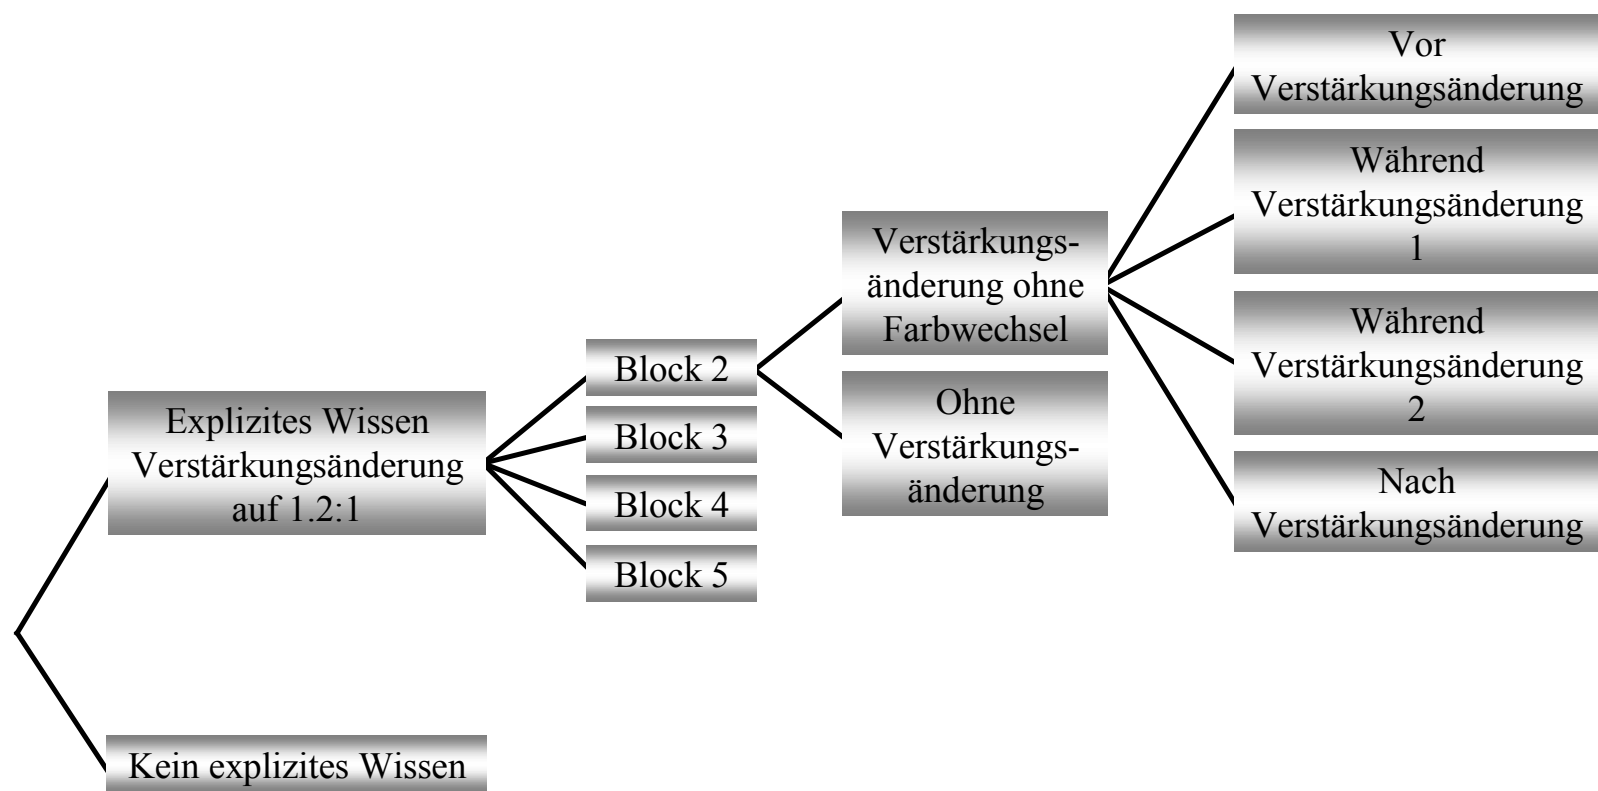 Explizites Wissen
Verstärkungsänderung
auf 1.2:1
Kein explizites Wissen
Block 2
Block 3
Block 4
Block 5
Verstärkungs-
änderung ohne
Farbwechsel
Ohne
Verstärkungs-
änderung
Vor
Verstärkungsänderung
Während
Verstärkungsänderung
1
Während
Verstärkungsänderung
2
Nach
Verstärkungsänderung